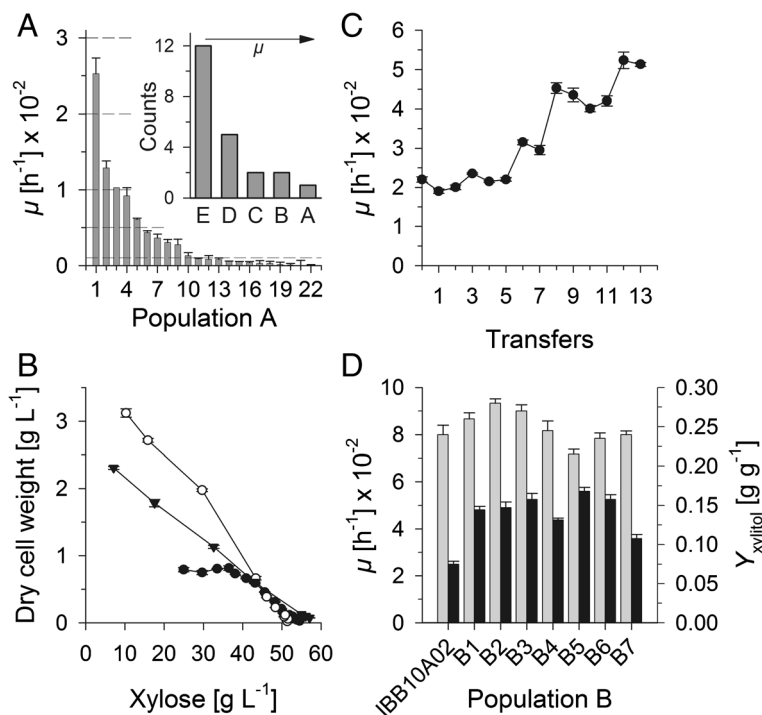 A
μ [h⁻¹] x 10⁻²
3
2
1
0
1 4 7 10 13 16 19 22
Population A
Counts
12
8
4
0
μ
E D C B A
C
μ [h⁻¹] x 10⁻²
6
5
4
3
2
1
0
1 3 5 7 9 11 13
Transfers
B
Dry cell weight [g L⁻¹]
3
2
1
0
0 10 20 30 40 50 60
Xylose [g L⁻¹]
D
μ [h⁻¹] x 10⁻²
10
8
6
4
2
0
0.30
0.25
0.20
0.15
0.10
0.05
0.00
Y xylitol [g g⁻¹]
IBB10A02 B1 B2 B3 B4 B5 B6 B7
Population B